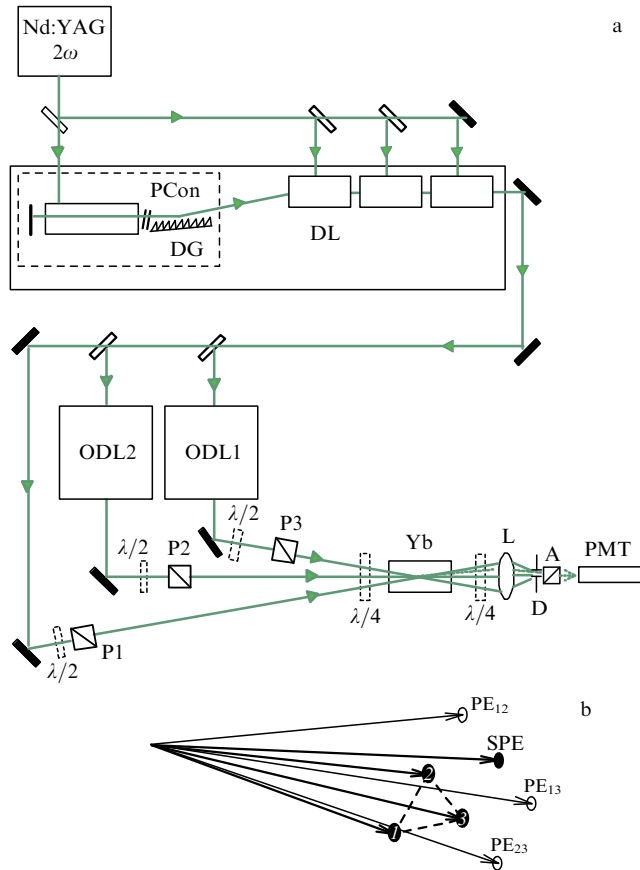 Nd:YAG
2ω
a
PCon
DG
DL
ODL2
ODL1
λ/2
P3
λ/2
P2
Yb
L
A
PMT
λ/4
λ/4
D
λ/2
P1
b
PE₁₂
SPE
2
PE₁₃
3
1
PE₂₃